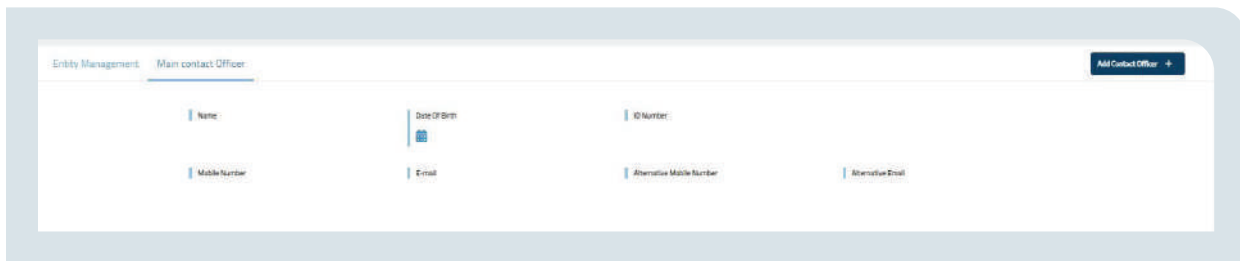 Entity Management Main contact Officer Add Contact Officer +
Name Date Of Birth ID Number
Mobile Number E-mail Alternative Mobile Number Alternative Email